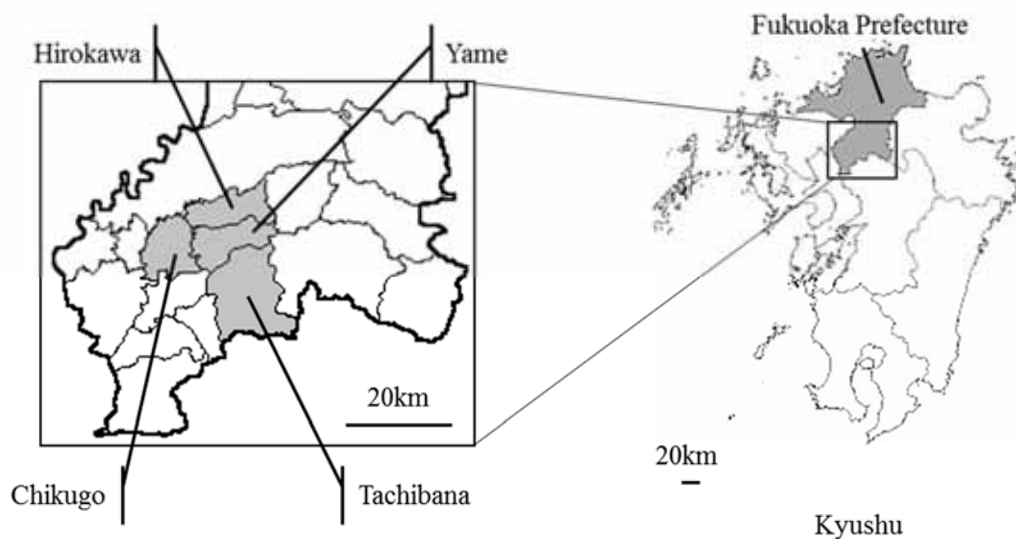 Hirokawa
Yame
Fukuoka Prefecture
20km
Chikugo
Tachibana
20km
Kyushu